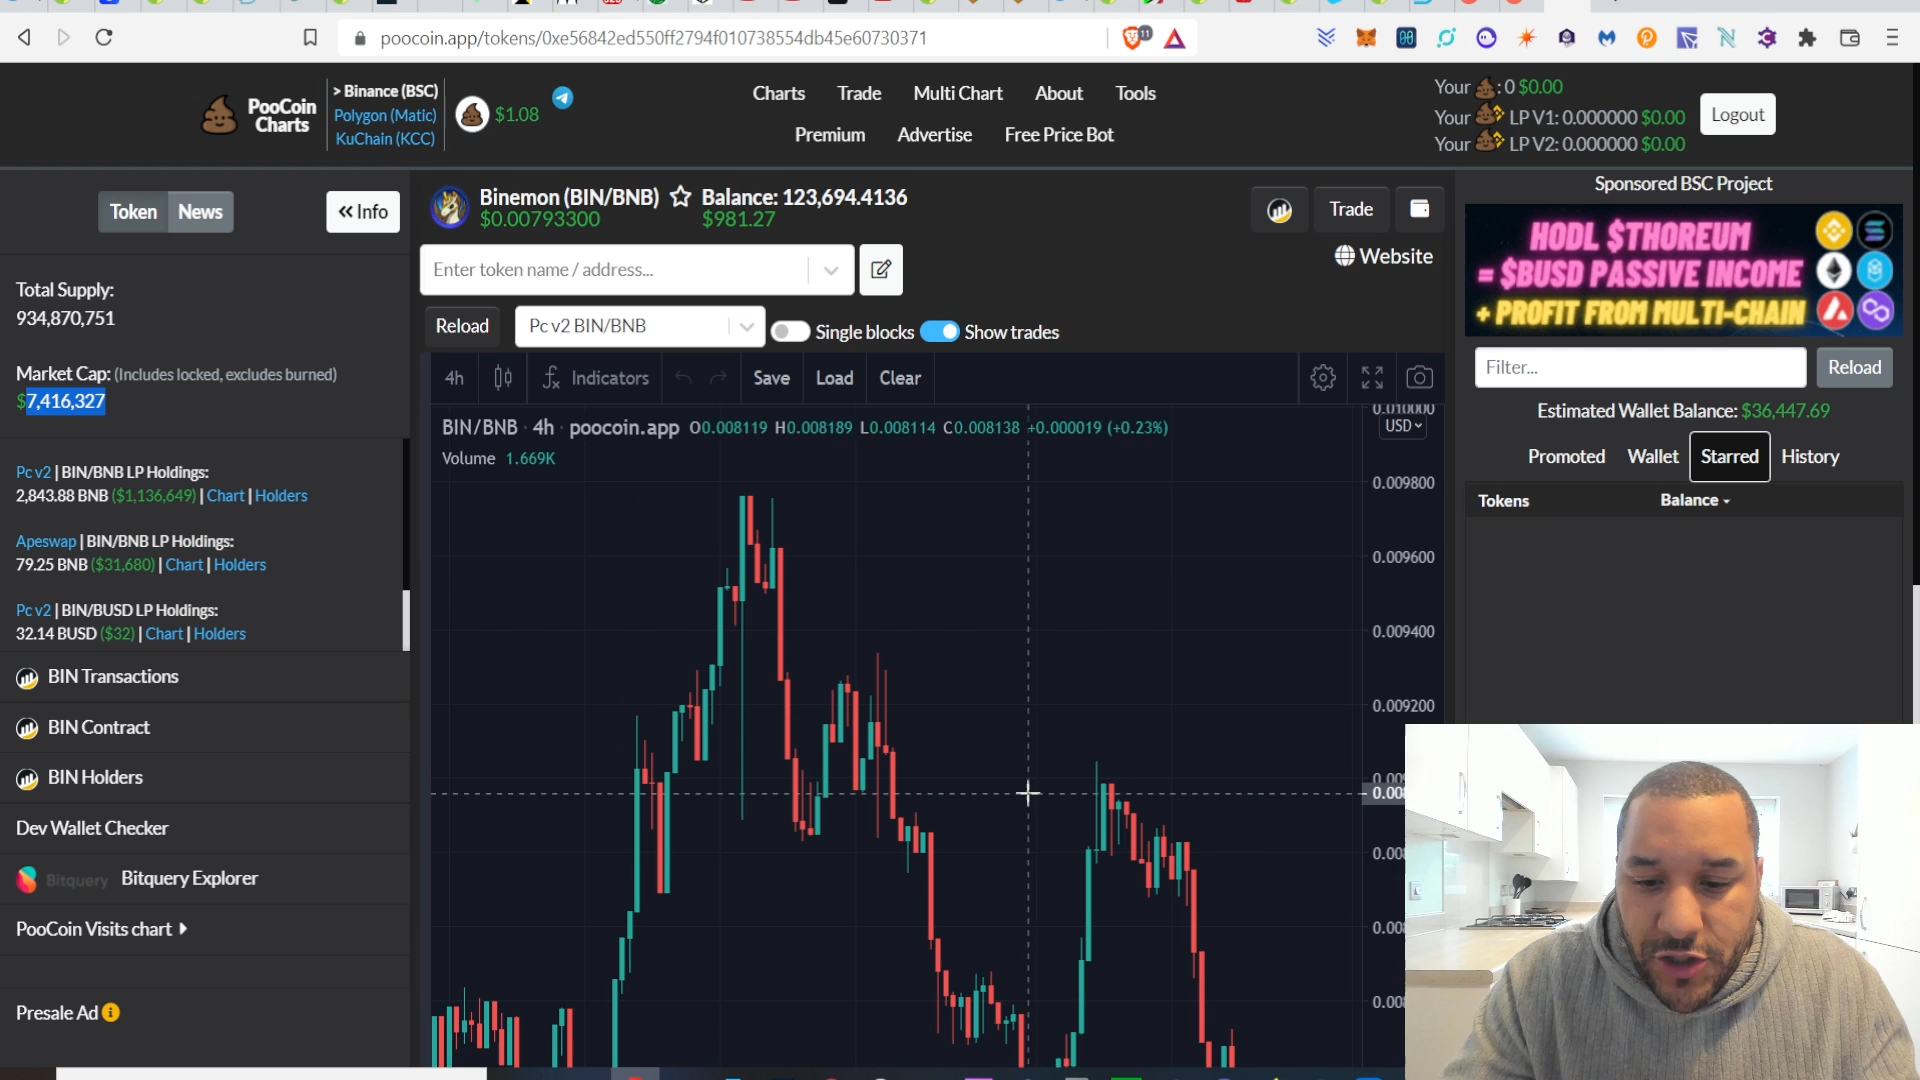 poocoin.app/tokens/0xe56842ed550ff2794f010738554db45e60730371
11
PooCoin
Charts
> Binance (BSC)
Polygon (Matic)
KuChain (KCC)
$1.08
Charts
Trade
Multi Chart
About
Tools
Premium
Advertise
Free Price Bot
Your : 0 $0.00
Your LP V1: 0.000000 $0.00
Your LP V2: 0.000000 $0.00
Logout
Token
News
« Info
Total Supply:
934,870,751
Market Cap: (Includes locked, excludes burned)
$7,416,327
Pc v2 | BIN/BNB LP Holdings:
2,843.88 BNB ($1,136,649) | Chart | Holders
Apeswap | BIN/BNB LP Holdings:
79.25 BNB ($31,680) | Chart | Holders
Pc v2 | BIN/BUSD LP Holdings:
32.14 BUSD ($32) | Chart | Holders
BIN Transactions
BIN Contract
BIN Holders
Dev Wallet Checker
Bitquery
Bitquery Explorer
PooCoin Visits chart
Presale Ad
Binemon (BIN/BNB)
$0.00793300
Balance: 123,694.4136
$981.27
Trade
Website
Enter token name / address...
Reload
Pc v2 BIN/BNB
Single blocks
Show trades
4h
Indicators
Save
Load
Clear
BIN/BNB · 4h · poocoin.app O0.008119 H0.008189 L0.008114 C0.008138 +0.000019 (+0.23%)
Volume 1.669K
0.010000
USD
0.009800
0.009600
0.009400
0.009200
Sponsored BSC Project
HODL $THOREUM
= $BUSD PASSIVE INCOME
+ PROFIT FROM MULTI-CHAIN
Filter...
Reload
Estimated Wallet Balance: $36,447.69
Promoted
Wallet
Starred
History
Tokens
Balance